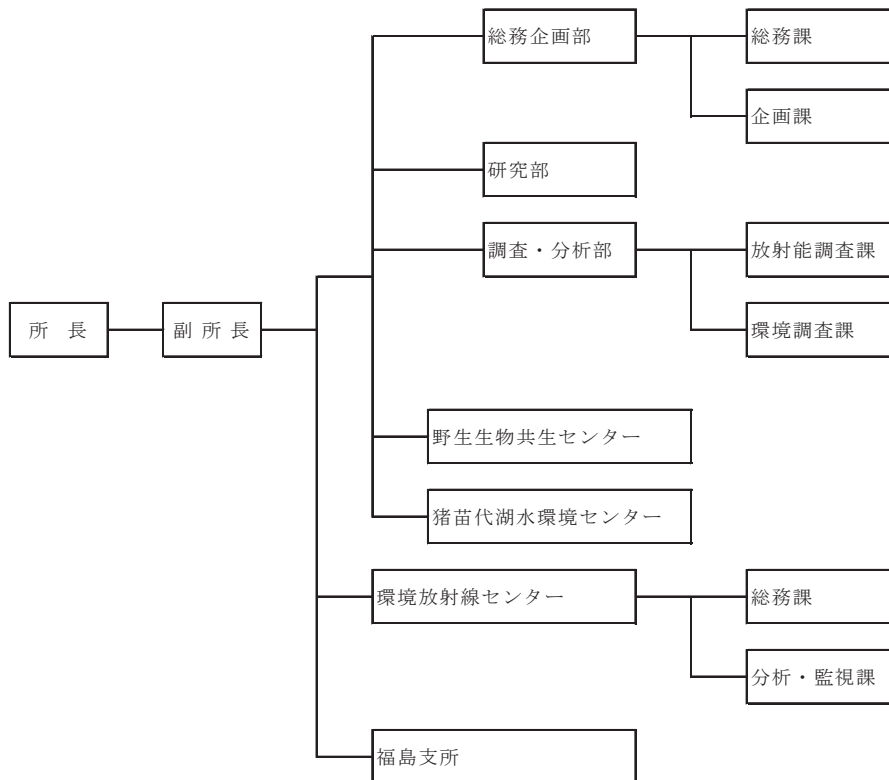 総務企画部
総務課
企画課
研究部
調査・分析部
放射能調査課
環境調査課
所　長
副 所 長
野生生物共生センター
猪苗代湖水環境センター
環境放射線センター
総務課
分析・監視課
福島支所